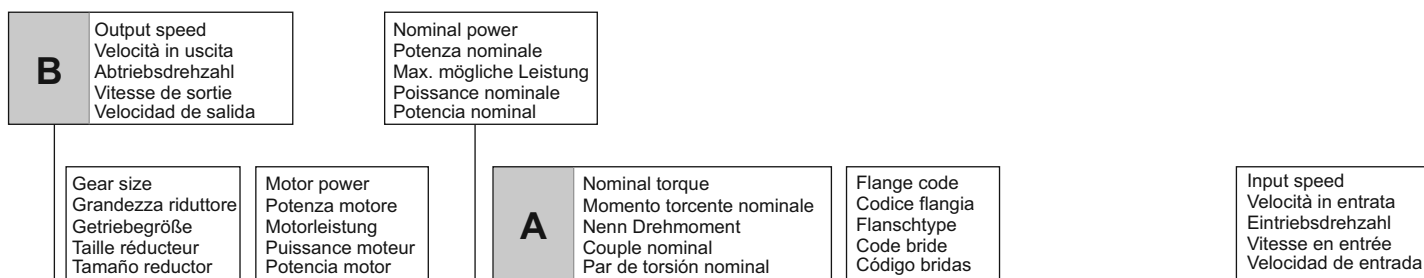 B
Output speed
Velocità in uscita
Abtriebsdrehzahl
Vitesse de sortie
Velocidad de salida
Nominal power
Potenza nominale
Max. mögliche Leistung
Poissance nominale
Potencia nominal
Gear size
Grandezza riduttore
Getriebegröße
Taille réducteur
Tamaño reductor
Motor power
Potenza motore
Motorleistung
Puissance moteur
Potencia motor
A
Nominal torque
Momento torcente nominale
Nenn Drehmoment
Couple nominal
Par de torsión nominal
Flange code
Codice flangia
Flanschtype
Code bride
Código bridas
Input speed
Velocità in entrata
Eintriebsdrehzahl
Vitesse en entrée
Velocidad de entrada